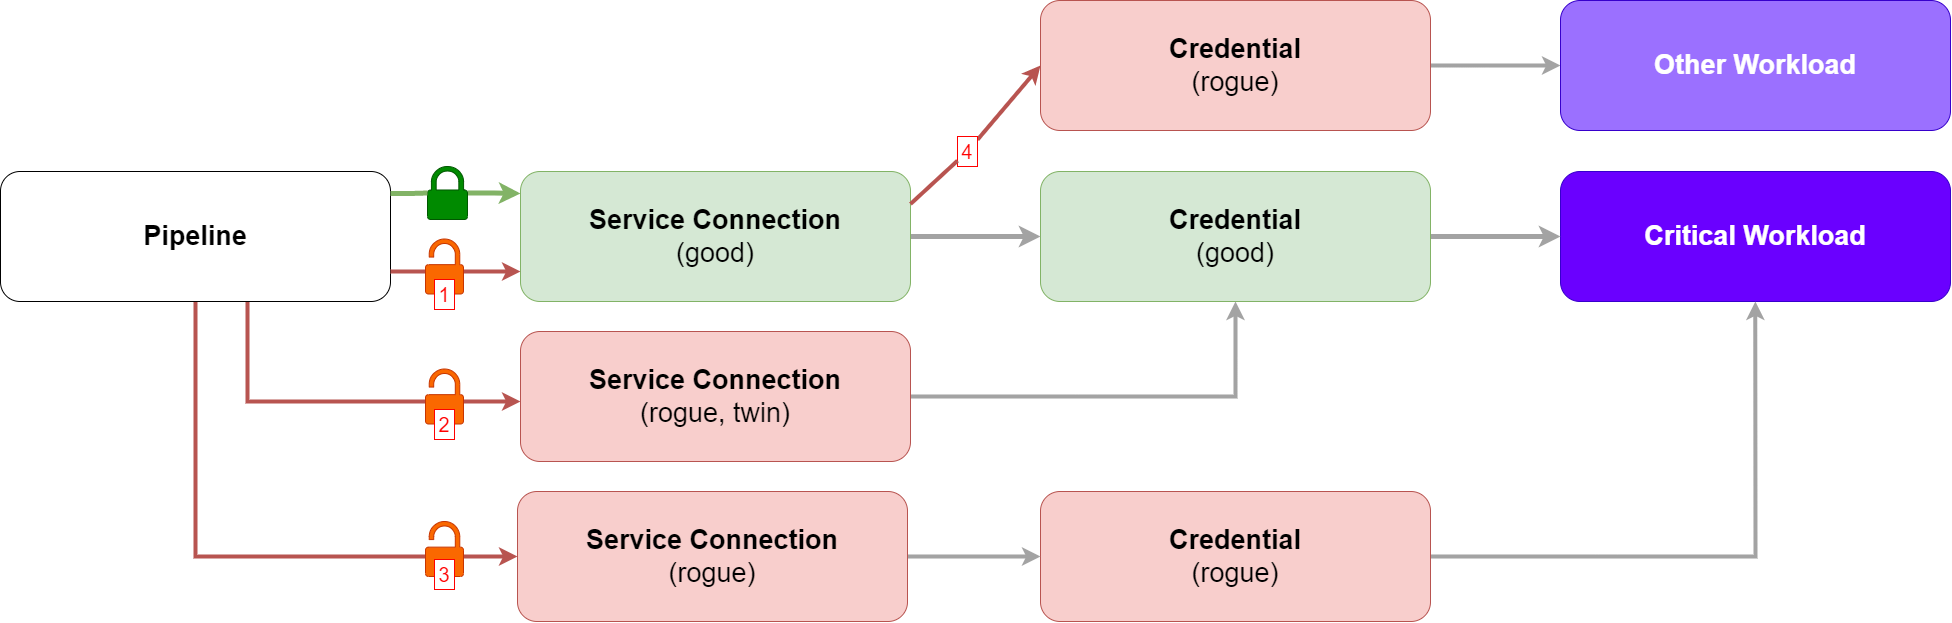 Credential
(rogue)
Other Workload
4
Pipeline
Service Connection
(good)
Credential
(good)
Critical Workload
1
Service Connection
(rogue, twin)
2
Service Connection
(rogue)
Credential
(rogue)
3